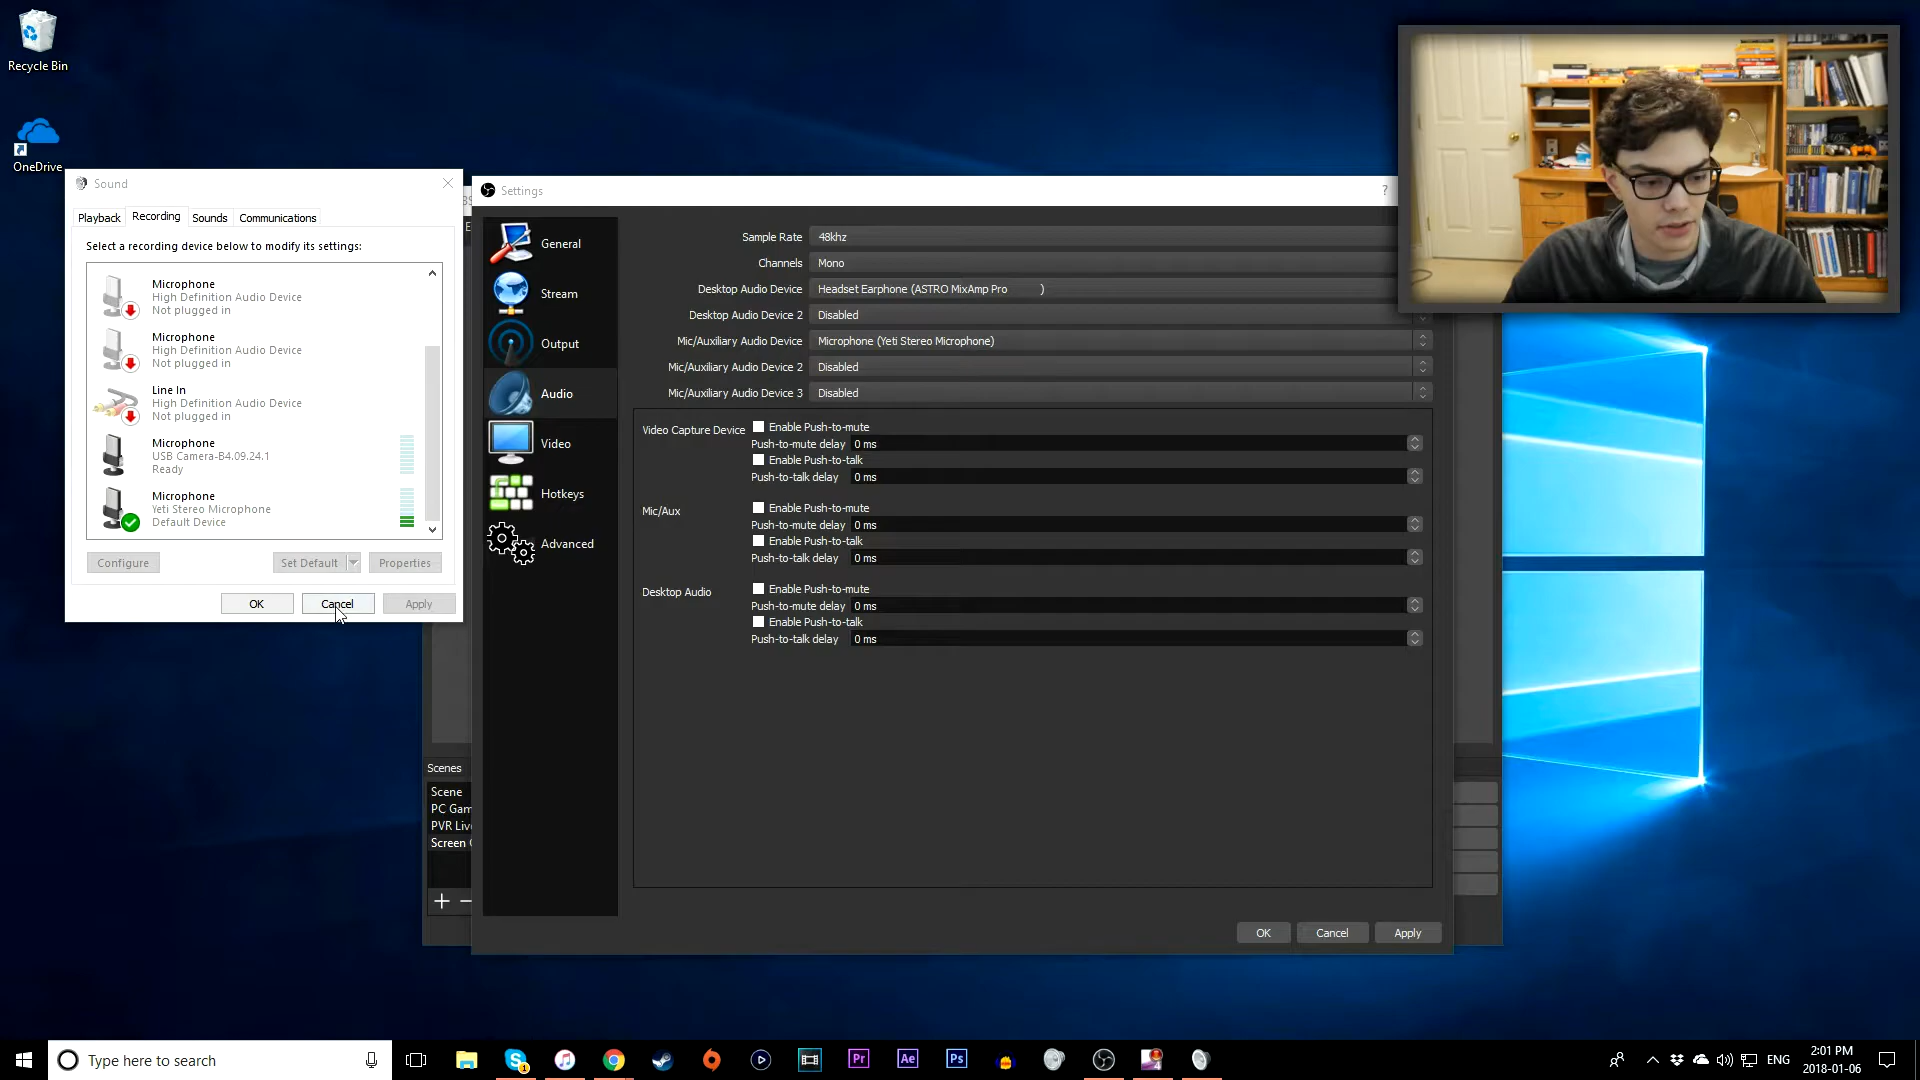 Recycle Bin
OneDrive
Sound
Playback
Recording
Sounds
Communications
Select a recording device below to modify its settings:
Microphone
High Definition Audio Device
Not plugged in
Microphone
High Definition Audio Device
Not plugged in
Line In
High Definition Audio Device
Not plugged in
Microphone
USB Camera-B4.09.24.1
Ready
Microphone
Yeti Stereo Microphone
Default Device
Configure
Set Default
Properties
OK
Cancel
Apply
Settings
?
General
Stream
Output
Audio
Video
Hotkeys
Advanced
Sample Rate 48khz
Channels Mono
Desktop Audio Device Headset Earphone (ASTRO MixAmp Pro )
Desktop Audio Device 2 Disabled
Mic/Auxiliary Audio Device Microphone (Yeti Stereo Microphone)
Mic/Auxiliary Audio Device 2 Disabled
Mic/Auxiliary Audio Device 3 Disabled
Video Capture Device Enable Push-to-mute
Push-to-mute delay 0 ms
Enable Push-to-talk
Push-to-talk delay 0 ms
Mic/Aux Enable Push-to-mute
Push-to-mute delay 0 ms
Enable Push-to-talk
Push-to-talk delay 0 ms
Desktop Audio Enable Push-to-mute
Push-to-mute delay 0 ms
Enable Push-to-talk
Push-to-talk delay 0 ms
OK
Cancel
Apply
Scenes
Scene
PC Gam
PVR Liv
Screen
Type here to search
1
Pr
Ae
Ps
ENG
2:01 PM
2018-01-06